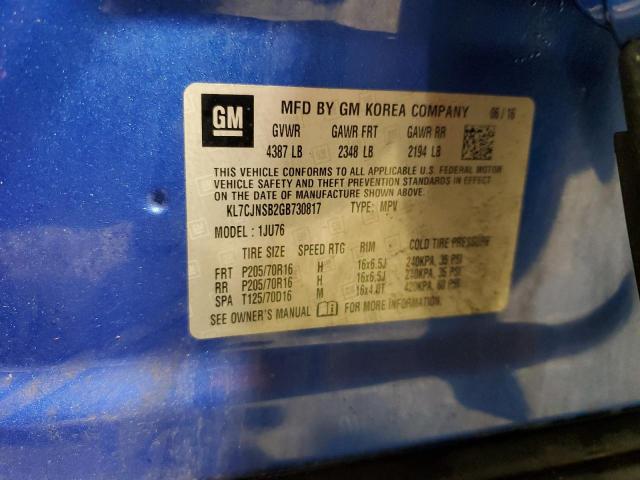 GM
MFD BY GM KOREA COMPANY 06/16
GVWR GAWR FRT GAWR RR
4387 LB 2348 LB 2194 LB
THIS VEHICLE CONFORMS TO ALL APPLICABLE U.S. FEDERAL MOTOR
VEHICLE SAFETY AND THEFT PREVENTION STANDARDS IN EFFECT
ON THE DATE OF MANUFACTURE SHOWN ABOVE.
KL7CJNSB2GB730817 TYPE: MPV
MODEL: 1JU76
TIRE SIZE SPEED RTG RIM COLD TIRE PRESSURE
FRT P205/70R16 H 16x6.5J 240KPA, 35 PSI
RR P205/70R16 H 16x6.5J 240KPA, 35 PSI
SPA T125/70D16 M 16x4.0T 420KPA, 60 PSI
SEE OWNER'S MANUAL FOR MORE INFORMATION